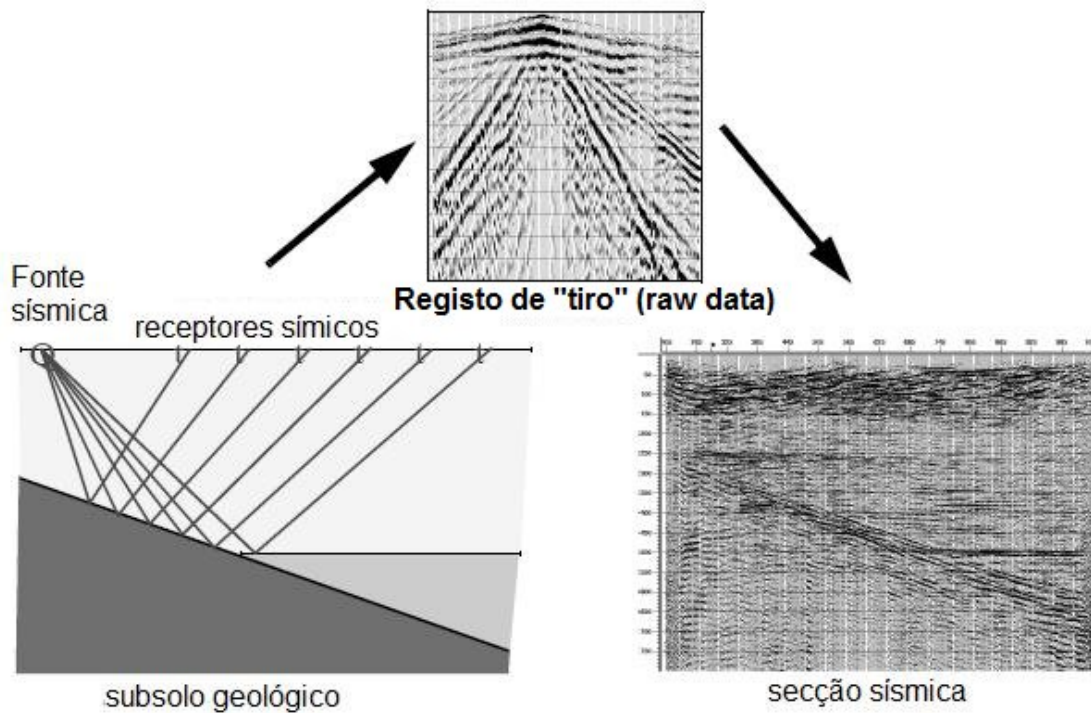 Registo de "tiro" (raw data)
Fonte
sísmica
receptores símicos
subsolo geológico
secção sísmica